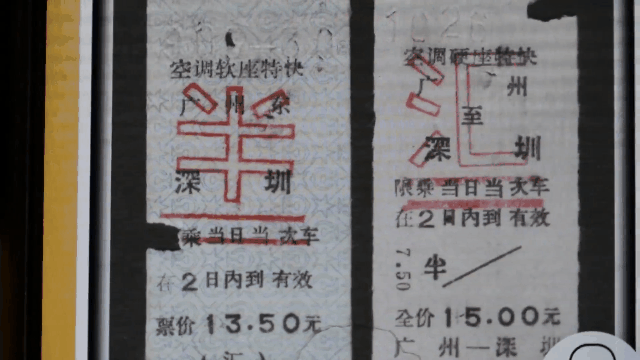 空调软座特快
广州东
半
深圳
乘当日当次车
在2日内到有效
票价13.50元
(汇)
1026
空调硬座特快
广州
至
汇
深圳
限乘当日当次车
在2日内到有效
7.50
半
全价15.00元
广州—深圳